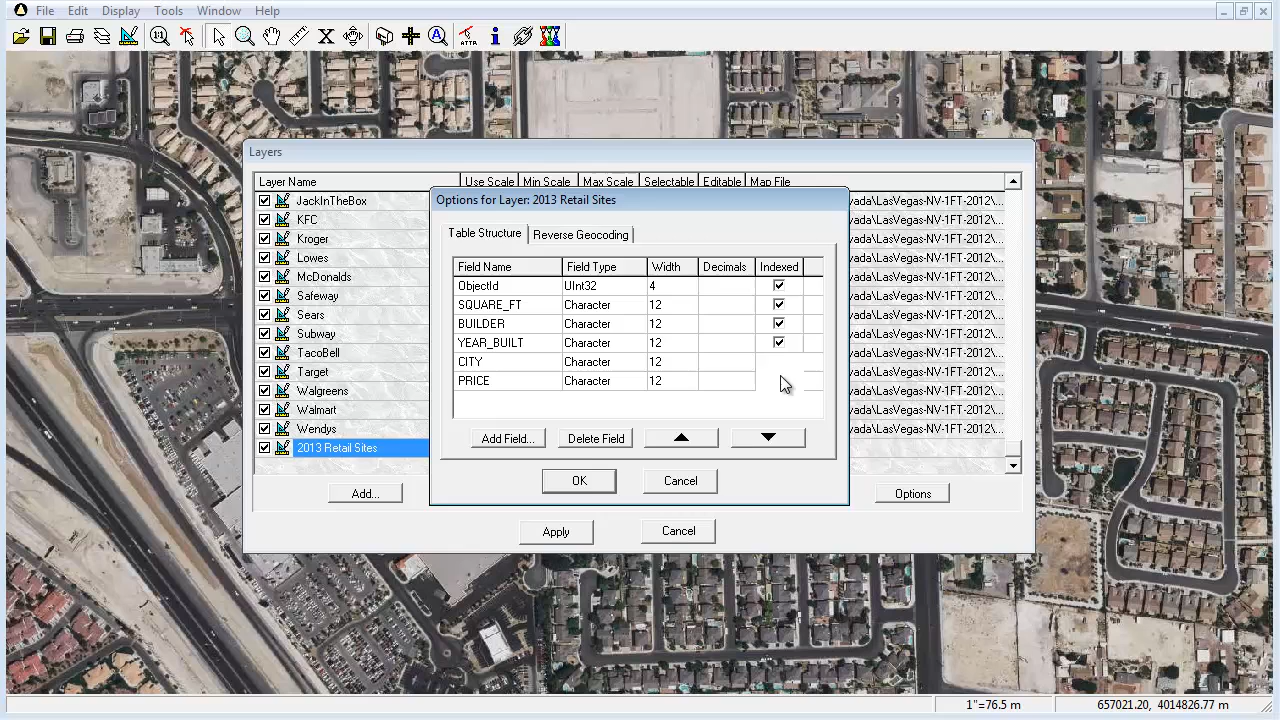 File Edit Display Tools Window Help
1:1 A ATTR i
Layers
Layer Name Use Scale Min Scale Max Scale Selectable Editable Map File
JackInTheBox vada\LasVegas-NV-1FT-2012\...
KFC vada\LasVegas-NV-1FT-2012\...
Kroger vada\LasVegas-NV-1FT-2012\...
Lowes vada\LasVegas-NV-1FT-2012\...
McDonalds vada\LasVegas-NV-1FT-2012\...
Safeway vada\LasVegas-NV-1FT-2012\...
Sears vada\LasVegas-NV-1FT-2012\...
Subway vada\LasVegas-NV-1FT-2012\...
TacoBell vada\LasVegas-NV-1FT-2012\...
Target vada\LasVegas-NV-1FT-2012\...
Walgreens vada\LasVegas-NV-1FT-2012\...
Walmart vada\LasVegas-NV-1FT-2012\...
Wendys vada\LasVegas-NV-1FT-2012\...
2013 Retail Sites
Add... Options
Apply Cancel
Options for Layer: 2013 Retail Sites
Table Structure Reverse Geocoding
Field Name Field Type Width Decimals Indexed
ObjectId UInt32 4
SQUARE_FT Character 12
BUILDER Character 12
YEAR_BUILT Character 12
CITY Character 12
PRICE Character 12
Add Field... Delete Field
OK Cancel
1"=76.5 m 657021.20, 4014826.77 m